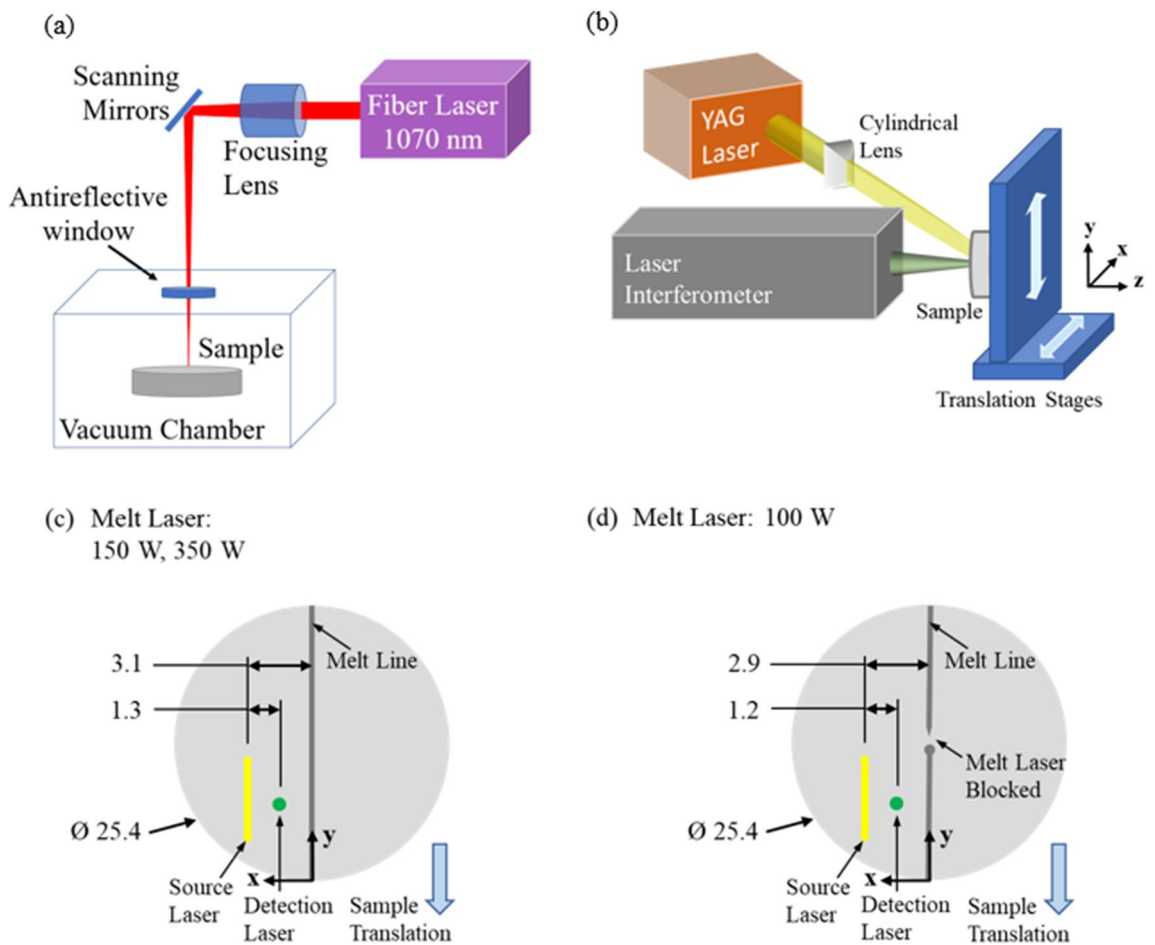 (a)
Scanning
Mirrors
Fiber Laser
1070 nm
Focusing
Lens
Antireflective
window
Sample
Vacuum Chamber
(b)
YAG
Laser
Cylindrical
Lens
Laser
Interferometer
Sample
y
x
z
Translation Stages
(c) Melt Laser:
150 W, 350 W
3.1
Melt Line
1.3
Ø 25.4
y
x
Source
Laser
Detection
Laser
Sample
Translation
(d) Melt Laser: 100 W
2.9
Melt Line
1.2
Melt Laser
Blocked
Ø 25.4
y
x
Source
Laser
Detection
Laser
Sample
Translation